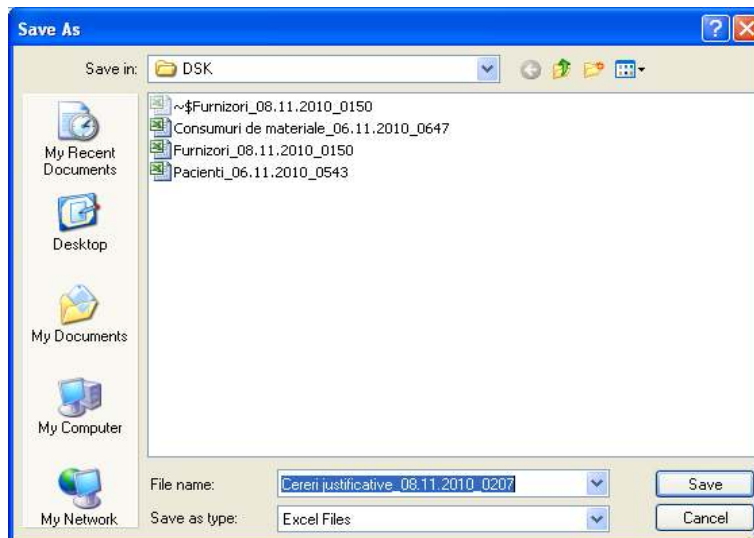 Save As
Save in: DSK
~$Furnizori_08.11.2010_0150
Consumuri de materiale_06.11.2010_0647
Furnizori_08.11.2010_0150
Pacienti_06.11.2010_0543
My Recent
Documents
Desktop
My Documents
My Computer
My Network
File name: Cereri justificative_08.11.2010_0207 Save
Save as type: Excel Files Cancel